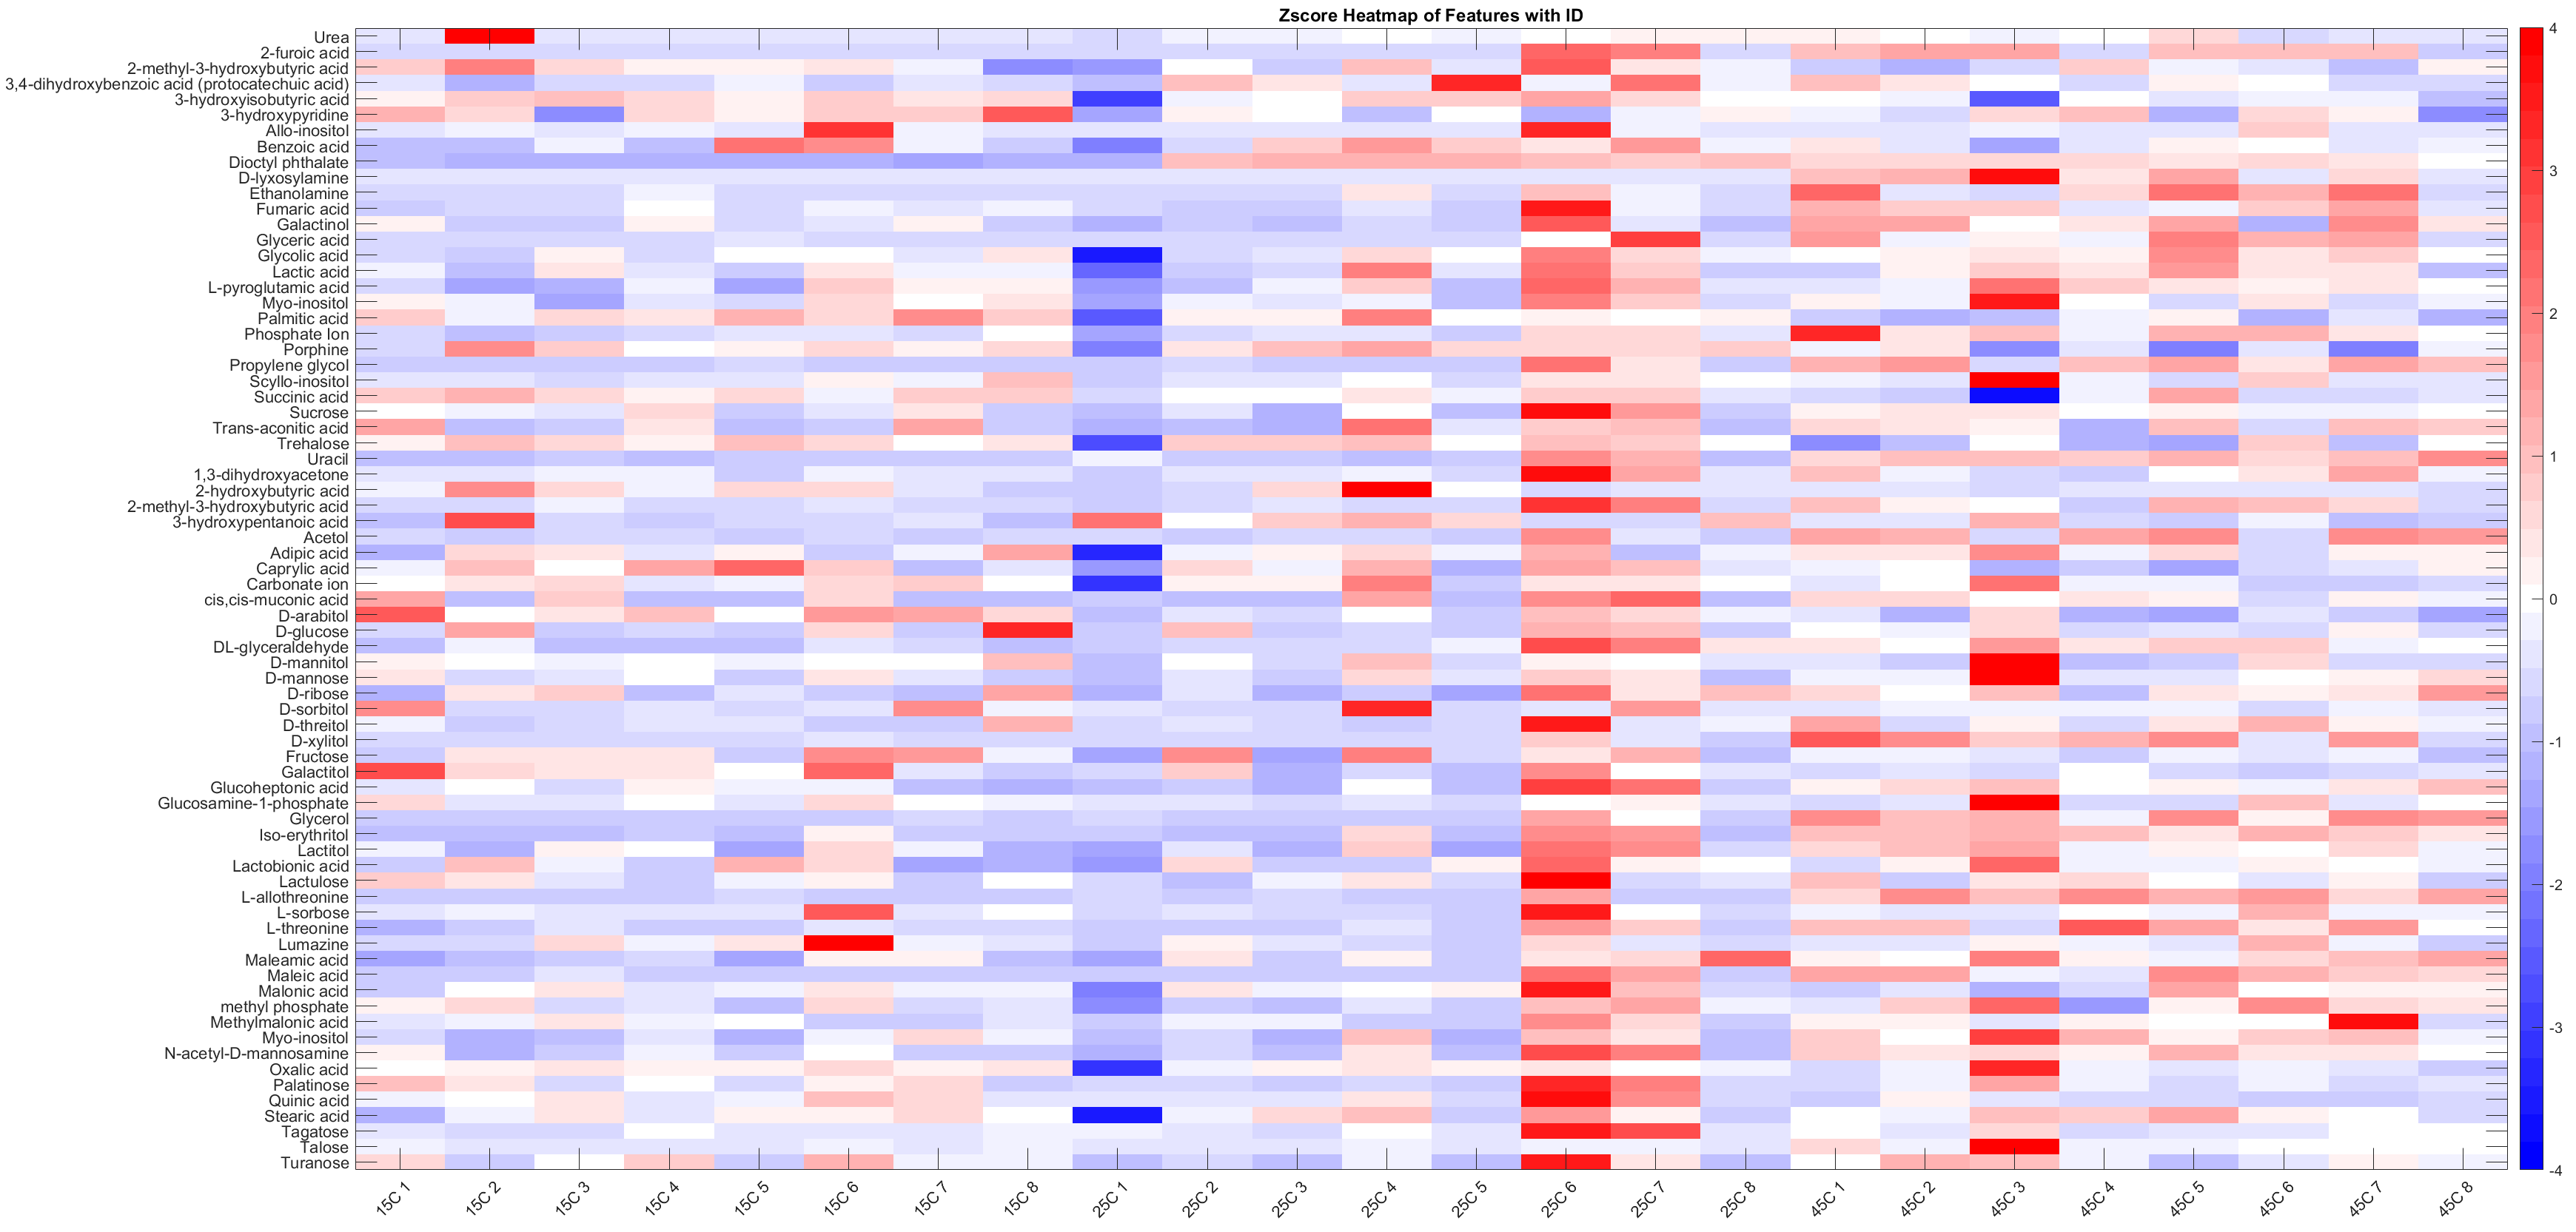 Zscore Heatmap of Features with ID
Urea
2-furoic acid
2-methyl-3-hydroxybutyric acid
3,4-dihydroxybenzoic acid (protocatechuic acid)
3-hydroxyisobutyric acid
3-hydroxypyridine
Allo-inositol
Benzoic acid
Dioctyl phthalate
D-lyxosylamine
Ethanolamine
Fumaric acid
Galactinol
Glyceric acid
Glycolic acid
Lactic acid
L-pyroglutamic acid
Myo-inositol
Palmitic acid
Phosphate Ion
Porphine
Propylene glycol
Scyllo-inositol
Succinic acid
Sucrose
Trans-aconitic acid
Trehalose
Uracil
1,3-dihydroxyacetone
2-hydroxybutyric acid
2-methyl-3-hydroxybutyric acid
3-hydroxypentanoic acid
Acetol
Adipic acid
Caprylic acid
Carbonate ion
cis,cis-muconic acid
D-arabitol
D-glucose
DL-glyceraldehyde
D-mannitol
D-mannose
D-ribose
D-sorbitol
D-threitol
D-xylitol
Fructose
Galactitol
Glucoheptonic acid
Glucosamine-1-phosphate
Glycerol
Iso-erythritol
Lactitol
Lactobionic acid
Lactulose
L-allothreonine
L-sorbose
L-threonine
Lumazine
Maleamic acid
Maleic acid
Malonic acid
methyl phosphate
Methylmalonic acid
Myo-inositol
N-acetyl-D-mannosamine
Oxalic acid
Palatinose
Quinic acid
Stearic acid
Tagatose
Talose
Turanose
15C 1
15C 2
15C 3
15C 4
15C 5
15C 6
15C 7
15C 8
25C 1
25C 2
25C 3
25C 4
25C 5
25C 6
25C 7
25C 8
45C 1
45C 2
45C 3
45C 4
45C 5
45C 6
45C 7
45C 8
4
3
2
1
0
-1
-2
-3
-4